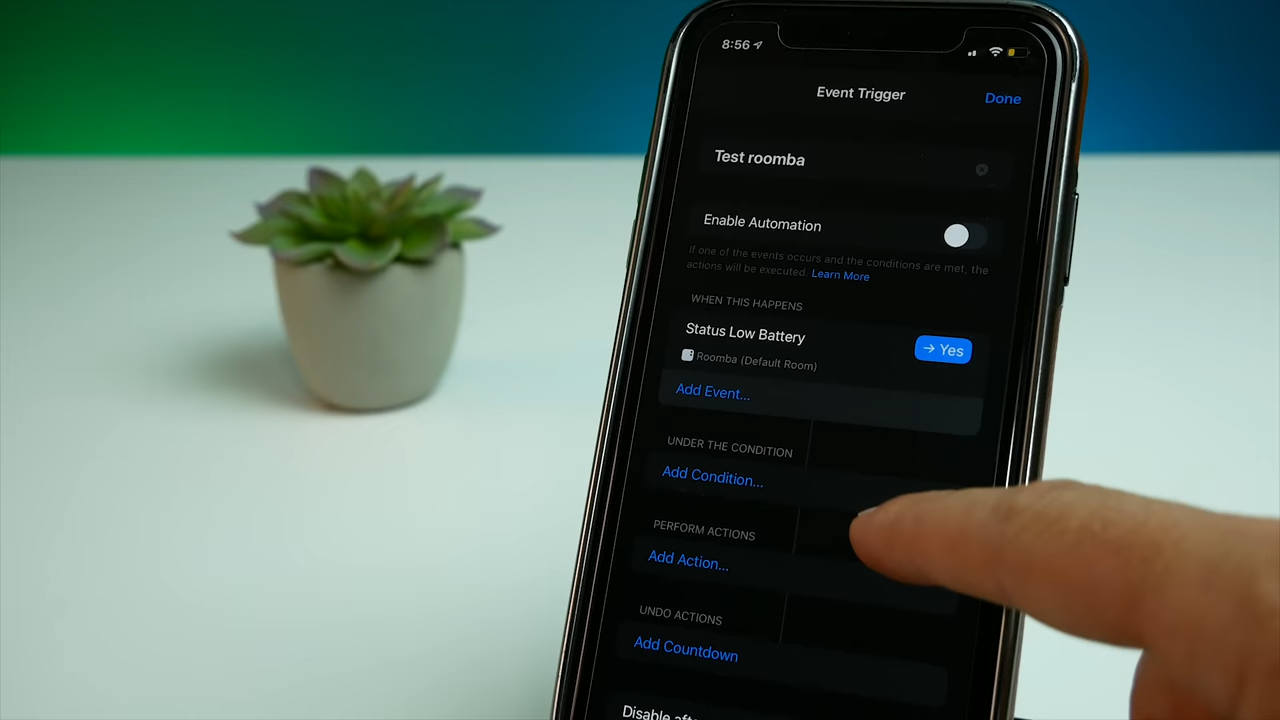 8:56
Event Trigger
Done
Test roomba
Enable Automation
If one of the events occurs and the conditions are met, the
actions will be executed. Learn More
WHEN THIS HAPPENS
Status Low Battery
→ Yes
Roomba (Default Room)
Add Event...
UNDER THE CONDITION
Add Condition...
PERFORM ACTIONS
Add Action...
UNDO ACTIONS
Add Countdown
Disable